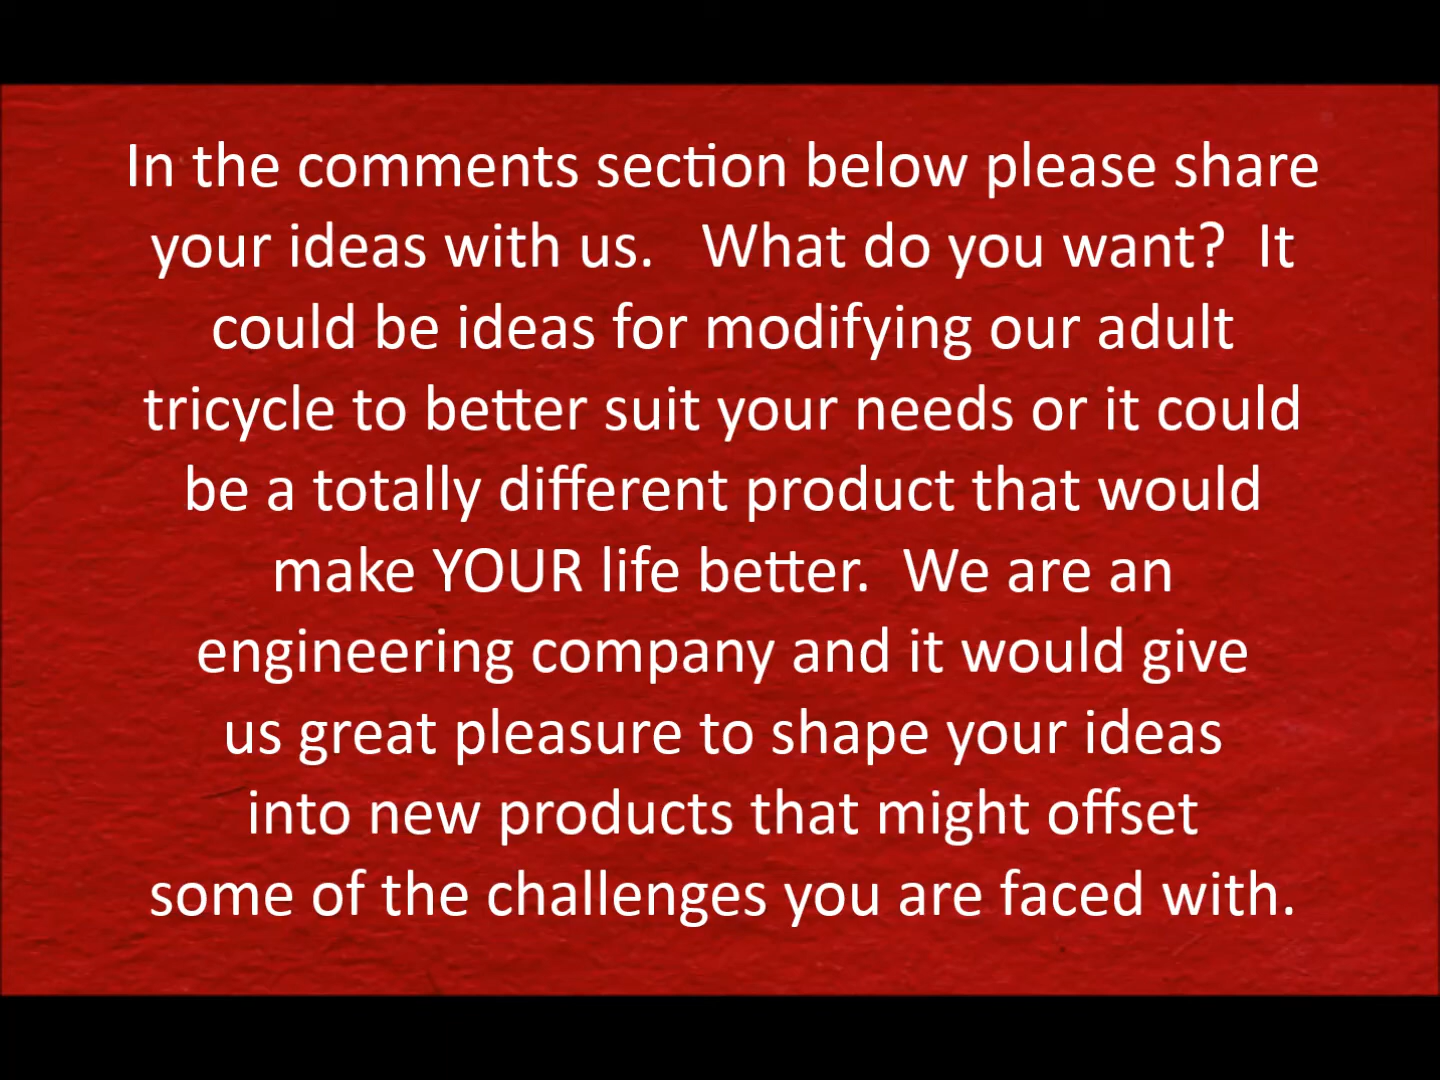 In the comments section below please share
your ideas with us.   What do you want?  It
could be ideas for modifying our adult
tricycle to better suit your needs or it could
be a totally different product that would
make YOUR life better.  We are an
engineering company and it would give
us great pleasure to shape your ideas
into new products that might offset
some of the challenges you are faced with.